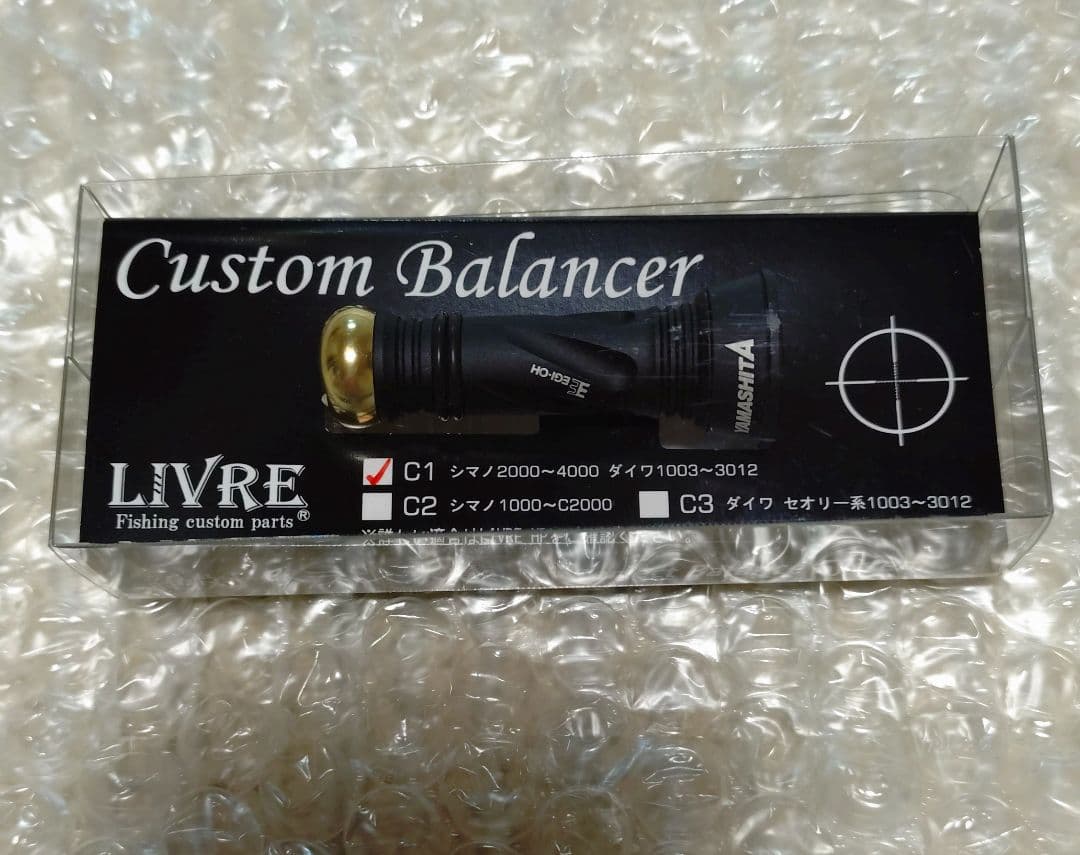 Custom Balancer
EGI-OH
YAMASHITA
LIVRE
Fishing custom parts®
C1 シマノ2000～4000 ダイワ1003～3012
C2 シマノ1000～C2000
C3 ダイワ セオリー系1003～3012
LIVRE HP